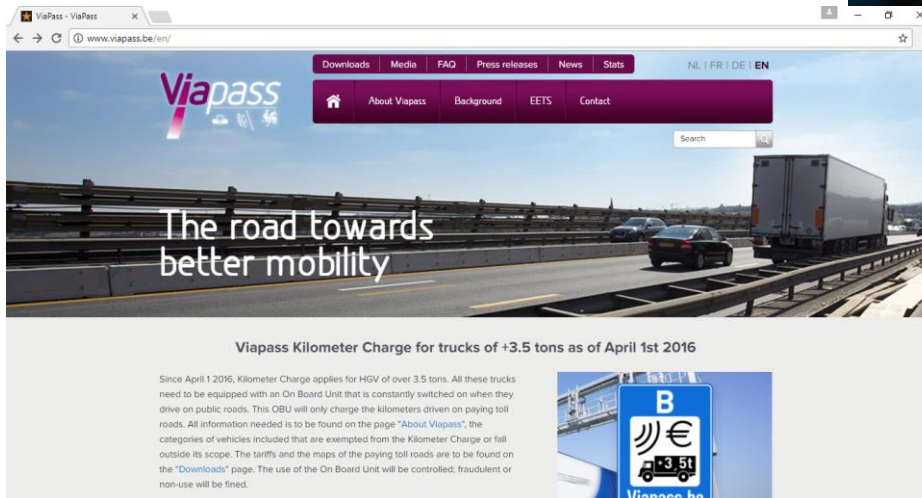 ViaPass - ViaPass
www.viapass.be/en/
Downloads Media FAQ Press releases News Stats
NL | FR | DE | EN
Viapass
About Viapass Background EETS Contact
Search
The road towards
better mobility
Viapass Kilometer Charge for trucks of +3.5 tons as of April 1st 2016
Since April 1 2016, Kilometer Charge applies for HGV of over 3.5 tons. All these trucks
need to be equipped with an On Board Unit that is constantly switched on when they
drive on public roads. This OBU will only charge the kilometers driven on paying toll
roads. All information needed is to be found on the page "About Viapass", the
categories of vehicles included that are exempted from the Kilometer Charge or fall
outside its scope. The tariffs and the maps of the paying toll roads are to be found on
the "Downloads" page. The use of the On Board Unit will be controlled; fraudulent or
non-use will be fined.
B
€
+3,5t
Viapass.be